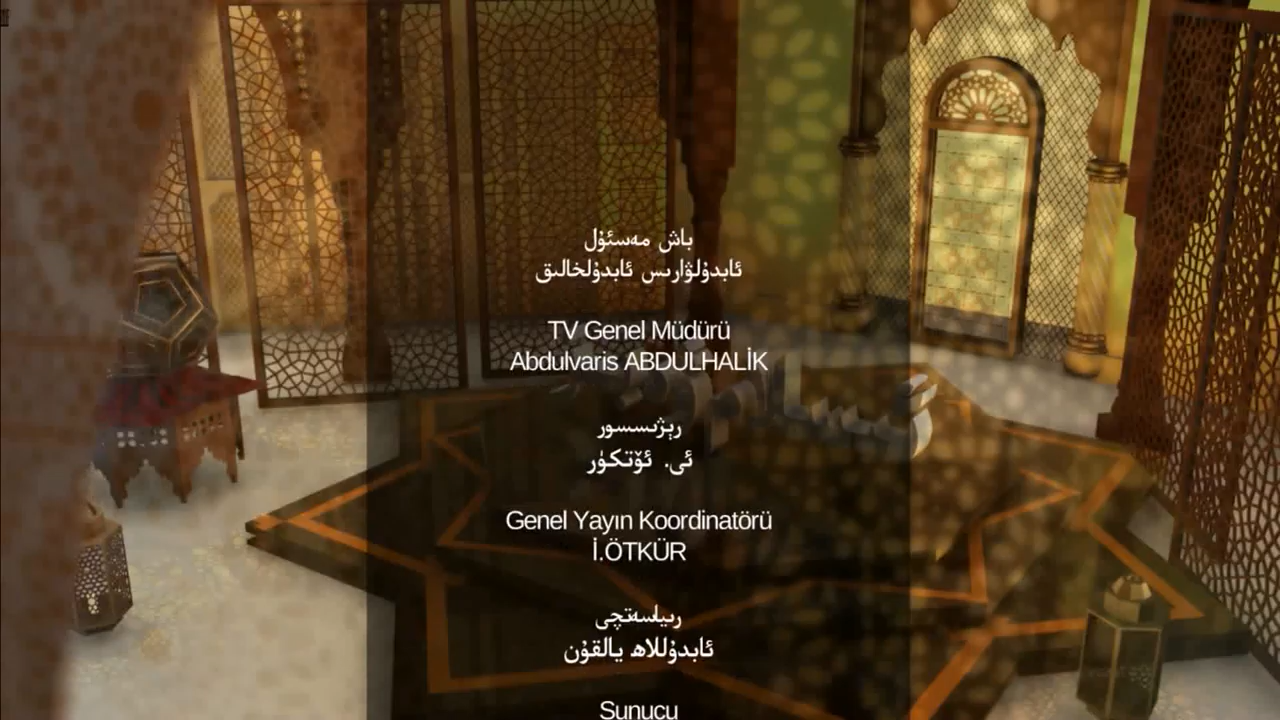 باش مەسئۇل
ئابدۇلۋارىس ئابدۇلخالىق
TV Genel Müdürü
Abdulvaris ABDULHALİK
رېژىسسور
ئى. ئۆتكۈر
Genel Yayın Koordinatörü
İ.ÖTKÜR
رىياسەتچى
ئابدۇللاھ يالقۇن
Sunucu